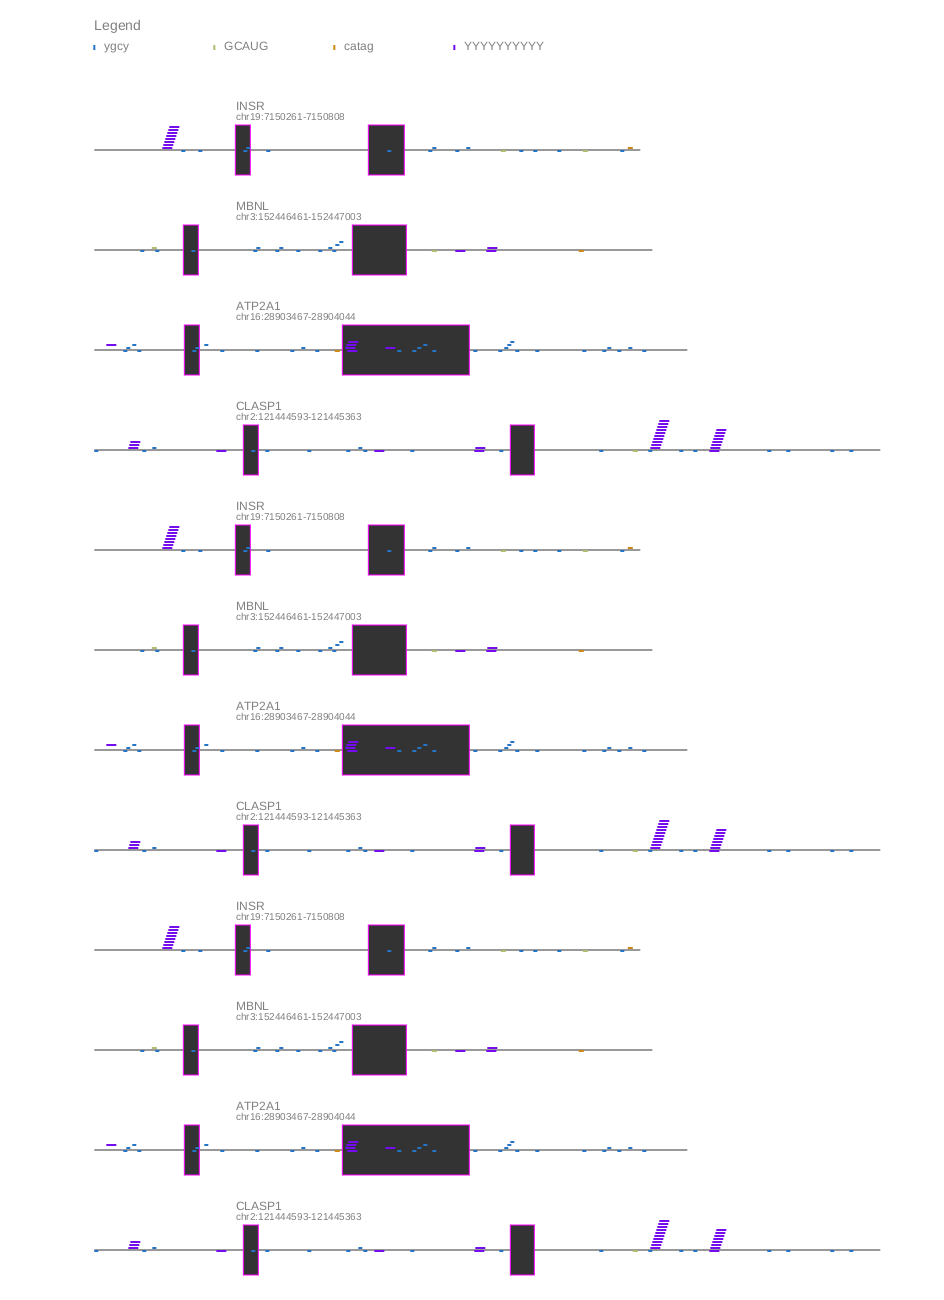 Legend
ygcy GCAUG catag YYYYYYYYYY
INSR
chr19:7150261-7150808
MBNL
chr3:152446461-152447003
ATP2A1
chr16:28903467-28904044
CLASP1
chr2:121444593-121445363
INSR
chr19:7150261-7150808
MBNL
chr3:152446461-152447003
ATP2A1
chr16:28903467-28904044
CLASP1
chr2:121444593-121445363
INSR
chr19:7150261-7150808
MBNL
chr3:152446461-152447003
ATP2A1
chr16:28903467-28904044
CLASP1
chr2:121444593-121445363